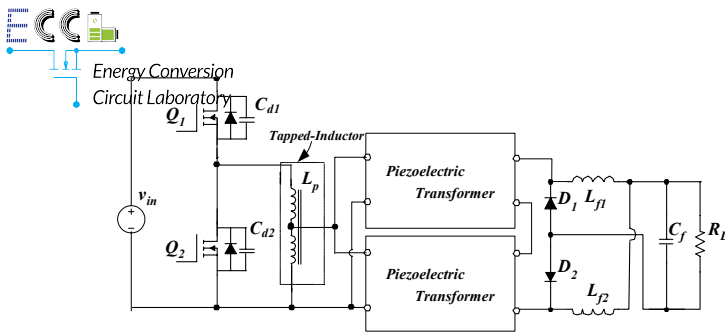 ECC
Energy Conversion
Circuit Laboratory
Q1
Cd1
Tapped-Inductor
Lp
Piezoelectric
Transformer
D1
Lf1
vin
+
−
Q2
Cd2
Cf
RL
Piezoelectric
Transformer
D2
Lf2